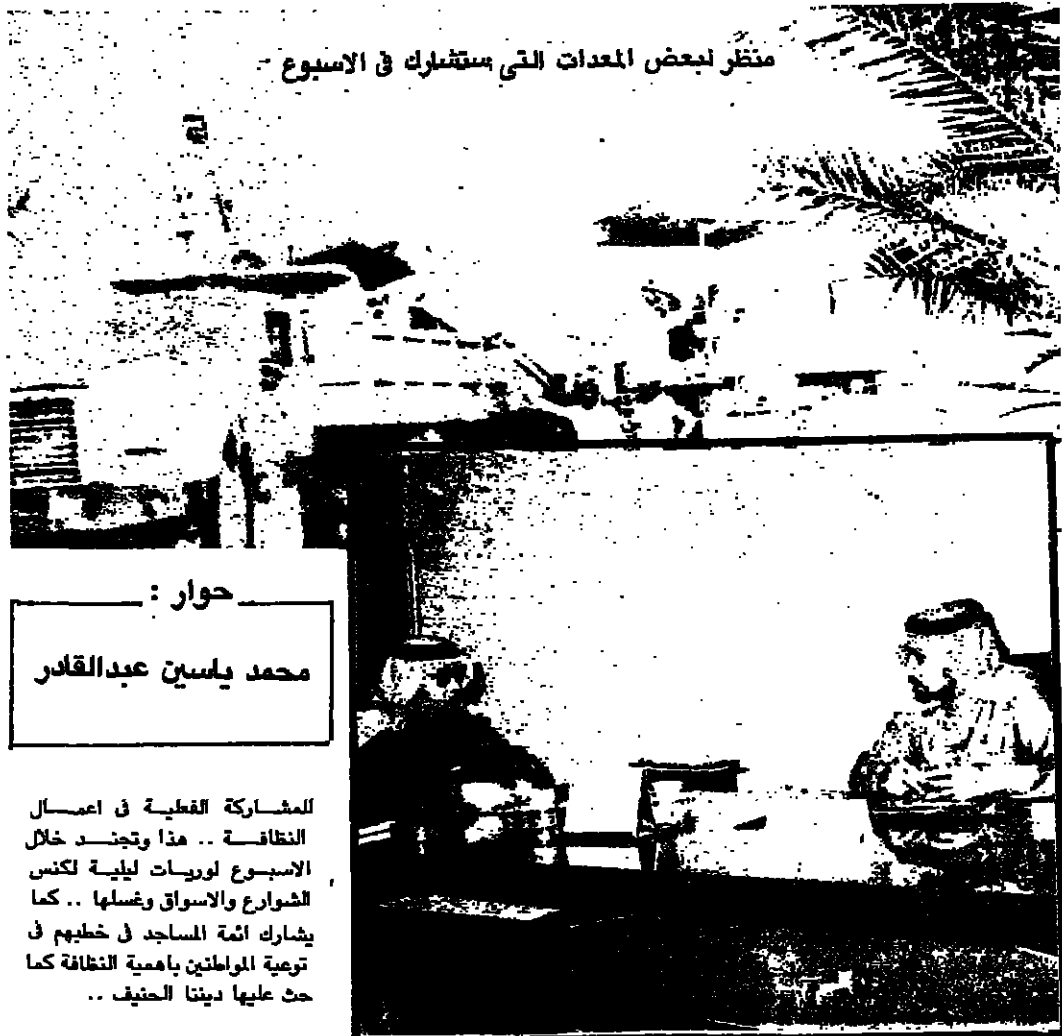 منظر لبعض المعدات التى ستشارك فى الاسبوع
حوار :
محمد ياسين عبدالقادر
للمشاركة الفعلية فى اعمال
النظافة .. هذا وتجند خلال
الاسبوع لوريات ليلية لكنس
الشوارع والاسواق وغسلها .. كما
يشارك ائمة المساجد فى خطبهم فى
توعية المواطنين باهمية النظافة كما
حث عليها ديننا الحنيف ..